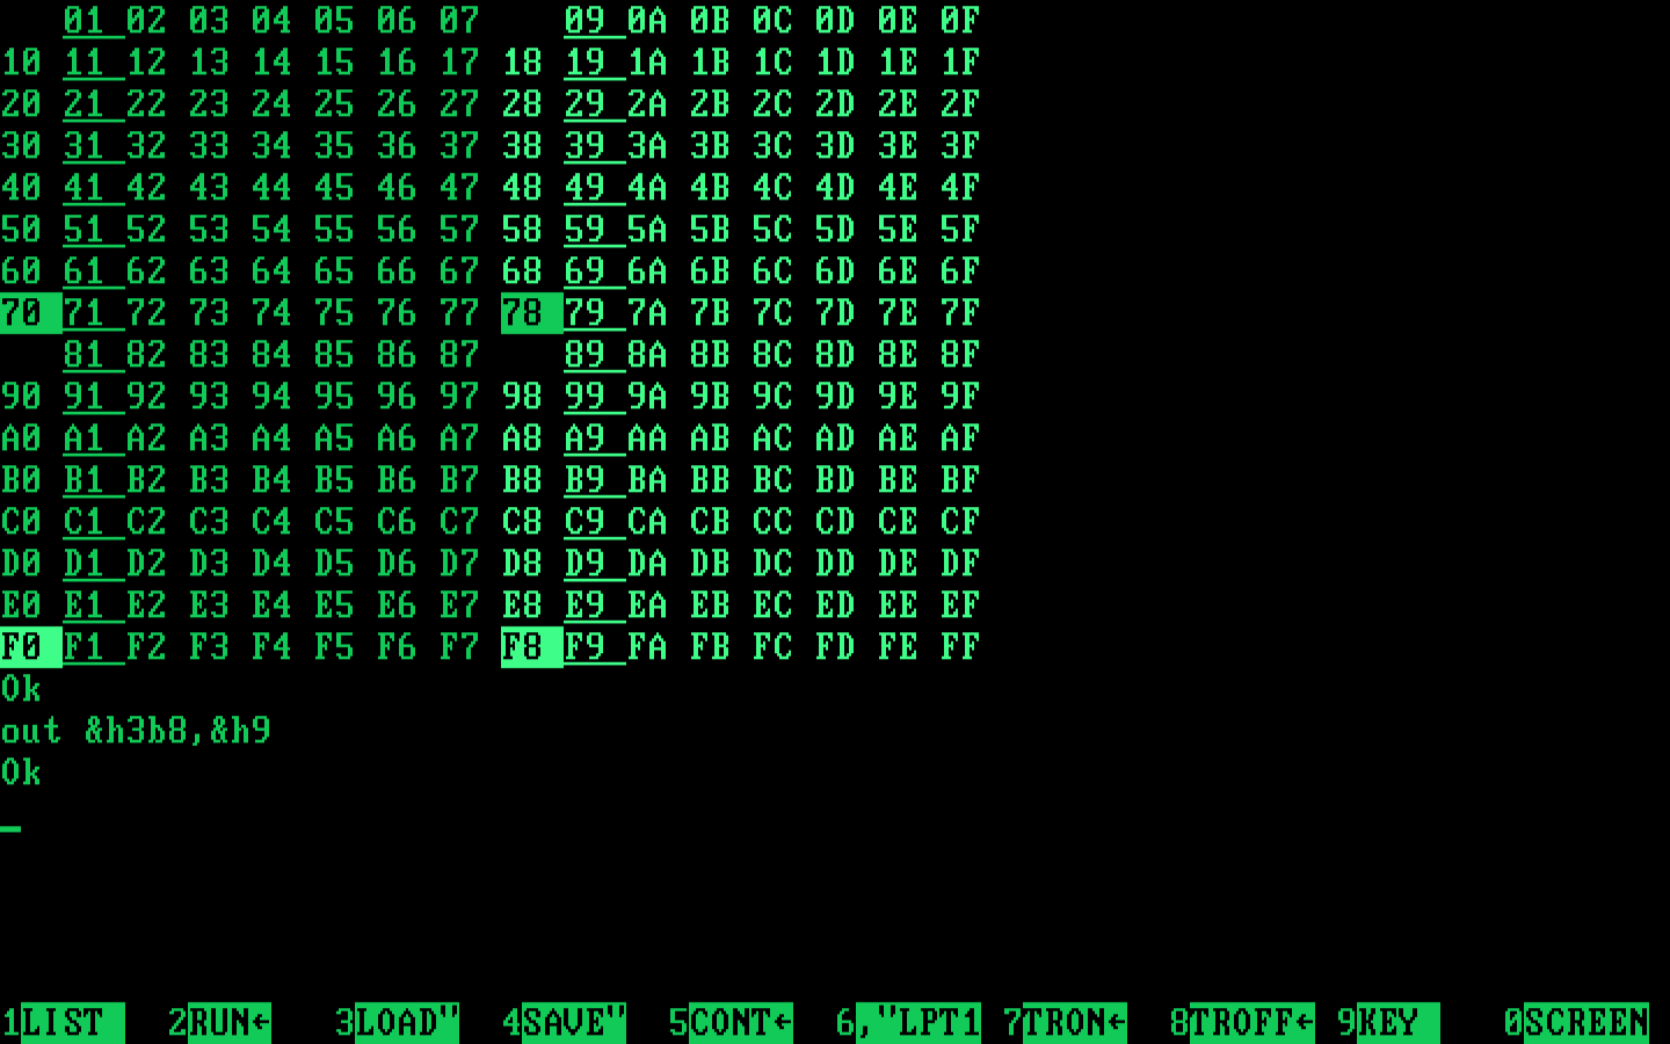 01 02 03 04 05 06 07 09 0A 0B 0C 0D 0E 0F
10 11 12 13 14 15 16 17 18 19 1A 1B 1C 1D 1E 1F
20 21 22 23 24 25 26 27 28 29 2A 2B 2C 2D 2E 2F
30 31 32 33 34 35 36 37 38 39 3A 3B 3C 3D 3E 3F
40 41 42 43 44 45 46 47 48 49 4A 4B 4C 4D 4E 4F
50 51 52 53 54 55 56 57 58 59 5A 5B 5C 5D 5E 5F
60 61 62 63 64 65 66 67 68 69 6A 6B 6C 6D 6E 6F
70 71 72 73 74 75 76 77 78 79 7A 7B 7C 7D 7E 7F
81 82 83 84 85 86 87 89 8A 8B 8C 8D 8E 8F
90 91 92 93 94 95 96 97 98 99 9A 9B 9C 9D 9E 9F
A0 A1 A2 A3 A4 A5 A6 A7 A8 A9 AA AB AC AD AE AF
B0 B1 B2 B3 B4 B5 B6 B7 B8 B9 BA BB BC BD BE BF
C0 C1 C2 C3 C4 C5 C6 C7 C8 C9 CA CB CC CD CE CF
D0 D1 D2 D3 D4 D5 D6 D7 D8 D9 DA DB DC DD DE DF
E0 E1 E2 E3 E4 E5 E6 E7 E8 E9 EA EB EC ED EE EF
F0 F1 F2 F3 F4 F5 F6 F7 F8 F9 FA FB FC FD FE FF
Ok
out &h3b8,&h9
Ok
_
1LIST 2RUN← 3LOAD" 4SAVE" 5CONT← 6,"LPT1 7TRON← 8TROFF← 9KEY 0SCREEN